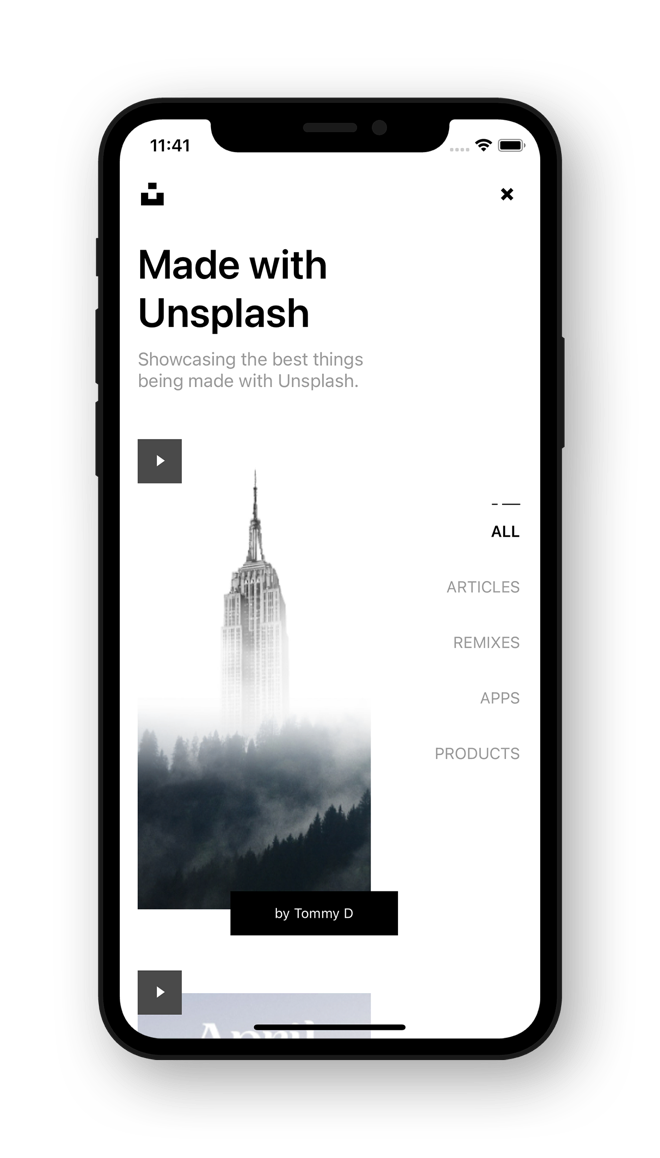 11:41
Made with
Unsplash
Showcasing the best things
being made with Unsplash.
ALL
ARTICLES
REMIXES
APPS
PRODUCTS
by Tommy D
April